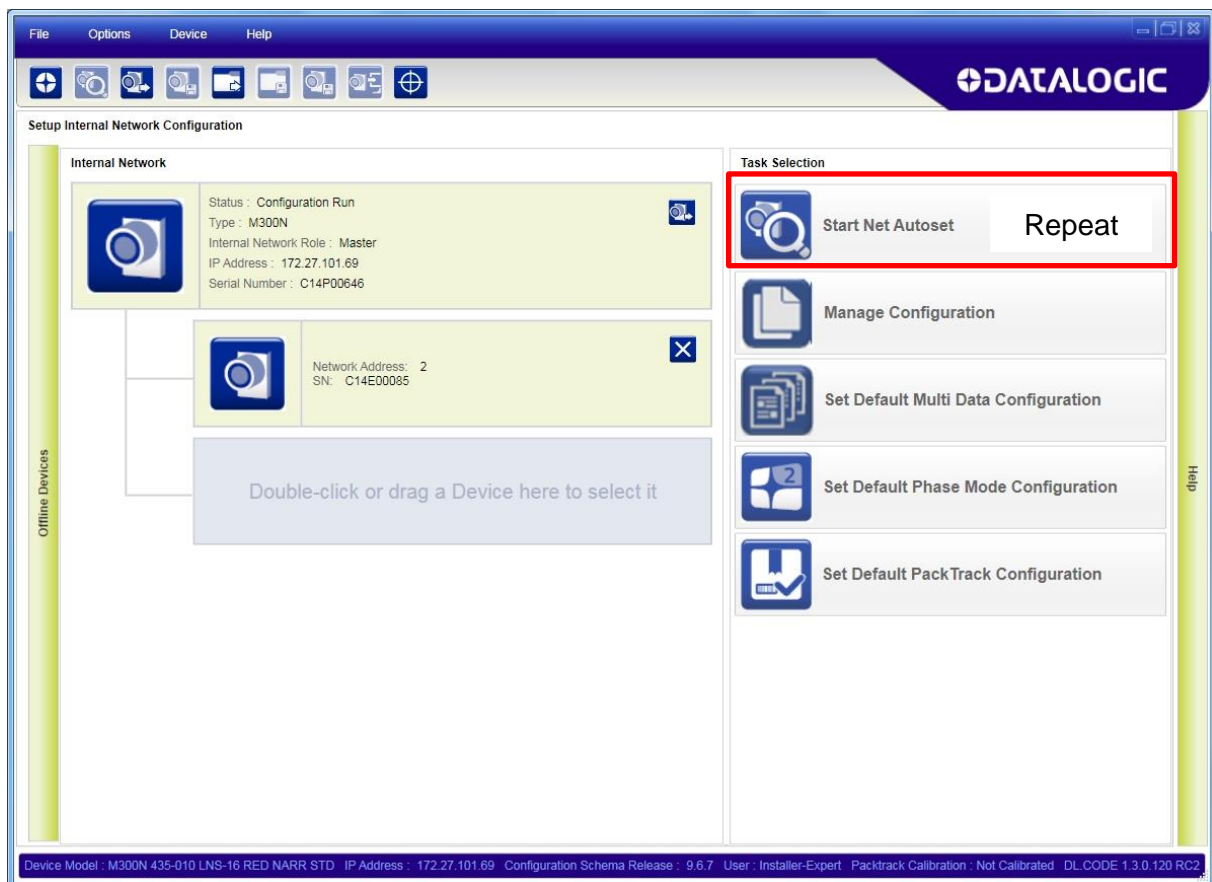 File Options Device Help
DATALOGIC
Setup Internal Network Configuration
Internal Network
Status : Configuration Run
Type : M300N
Internal Network Role : Master
IP Address : 172.27.101.69
Serial Number : C14P00646
Network Address: 2
SN: C14E00085
Double-click or drag a Device here to select it
Offline Devices
Task Selection
Start Net Autoset Repeat
Manage Configuration
Set Default Multi Data Configuration
2
Set Default Phase Mode Configuration
Set Default PackTrack Configuration
Help
Device Model : M300N 435-010 LNS-16 RED NARR STD IP Address : 172.27.101.69 Configuration Schema Release : 9.6.7 User : Installer-Expert Packtrack Calibration : Not Calibrated DL.CODE 1.3.0.120 RC2